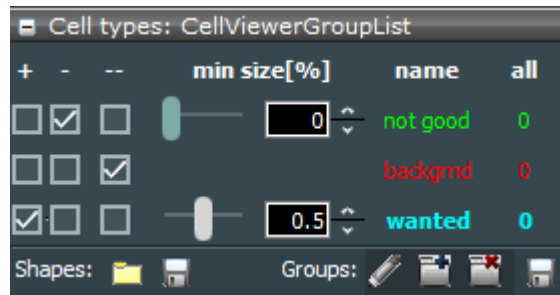 Cell types: CellViewerGroupList
+ - -- min size[%] name all
0 not good 0
backgrnd 0
0.5 wanted 0
Shapes: Groups: